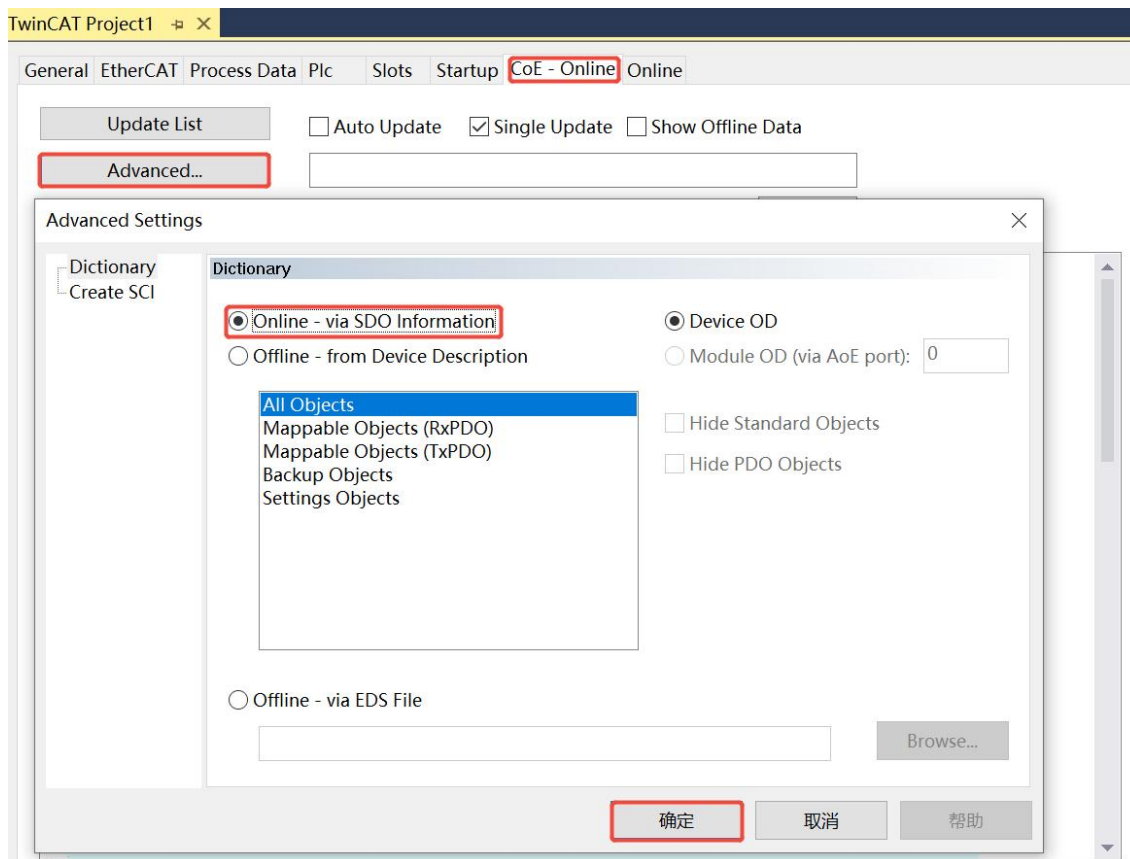 TwinCAT Project1
General EtherCAT Process Data Plc Slots Startup CoE - Online Online
Update List Auto Update Single Update Show Offline Data
Advanced...
Advanced Settings
Dictionary
Create SCI
Dictionary
Online - via SDO Information Device OD
Offline - from Device Description Module OD (via AoE port): 0
All Objects
Mappable Objects (RxPDO)
Mappable Objects (TxPDO)
Backup Objects
Settings Objects
Hide Standard Objects
Hide PDO Objects
Offline - via EDS File
Browse...
确定 取消 帮助